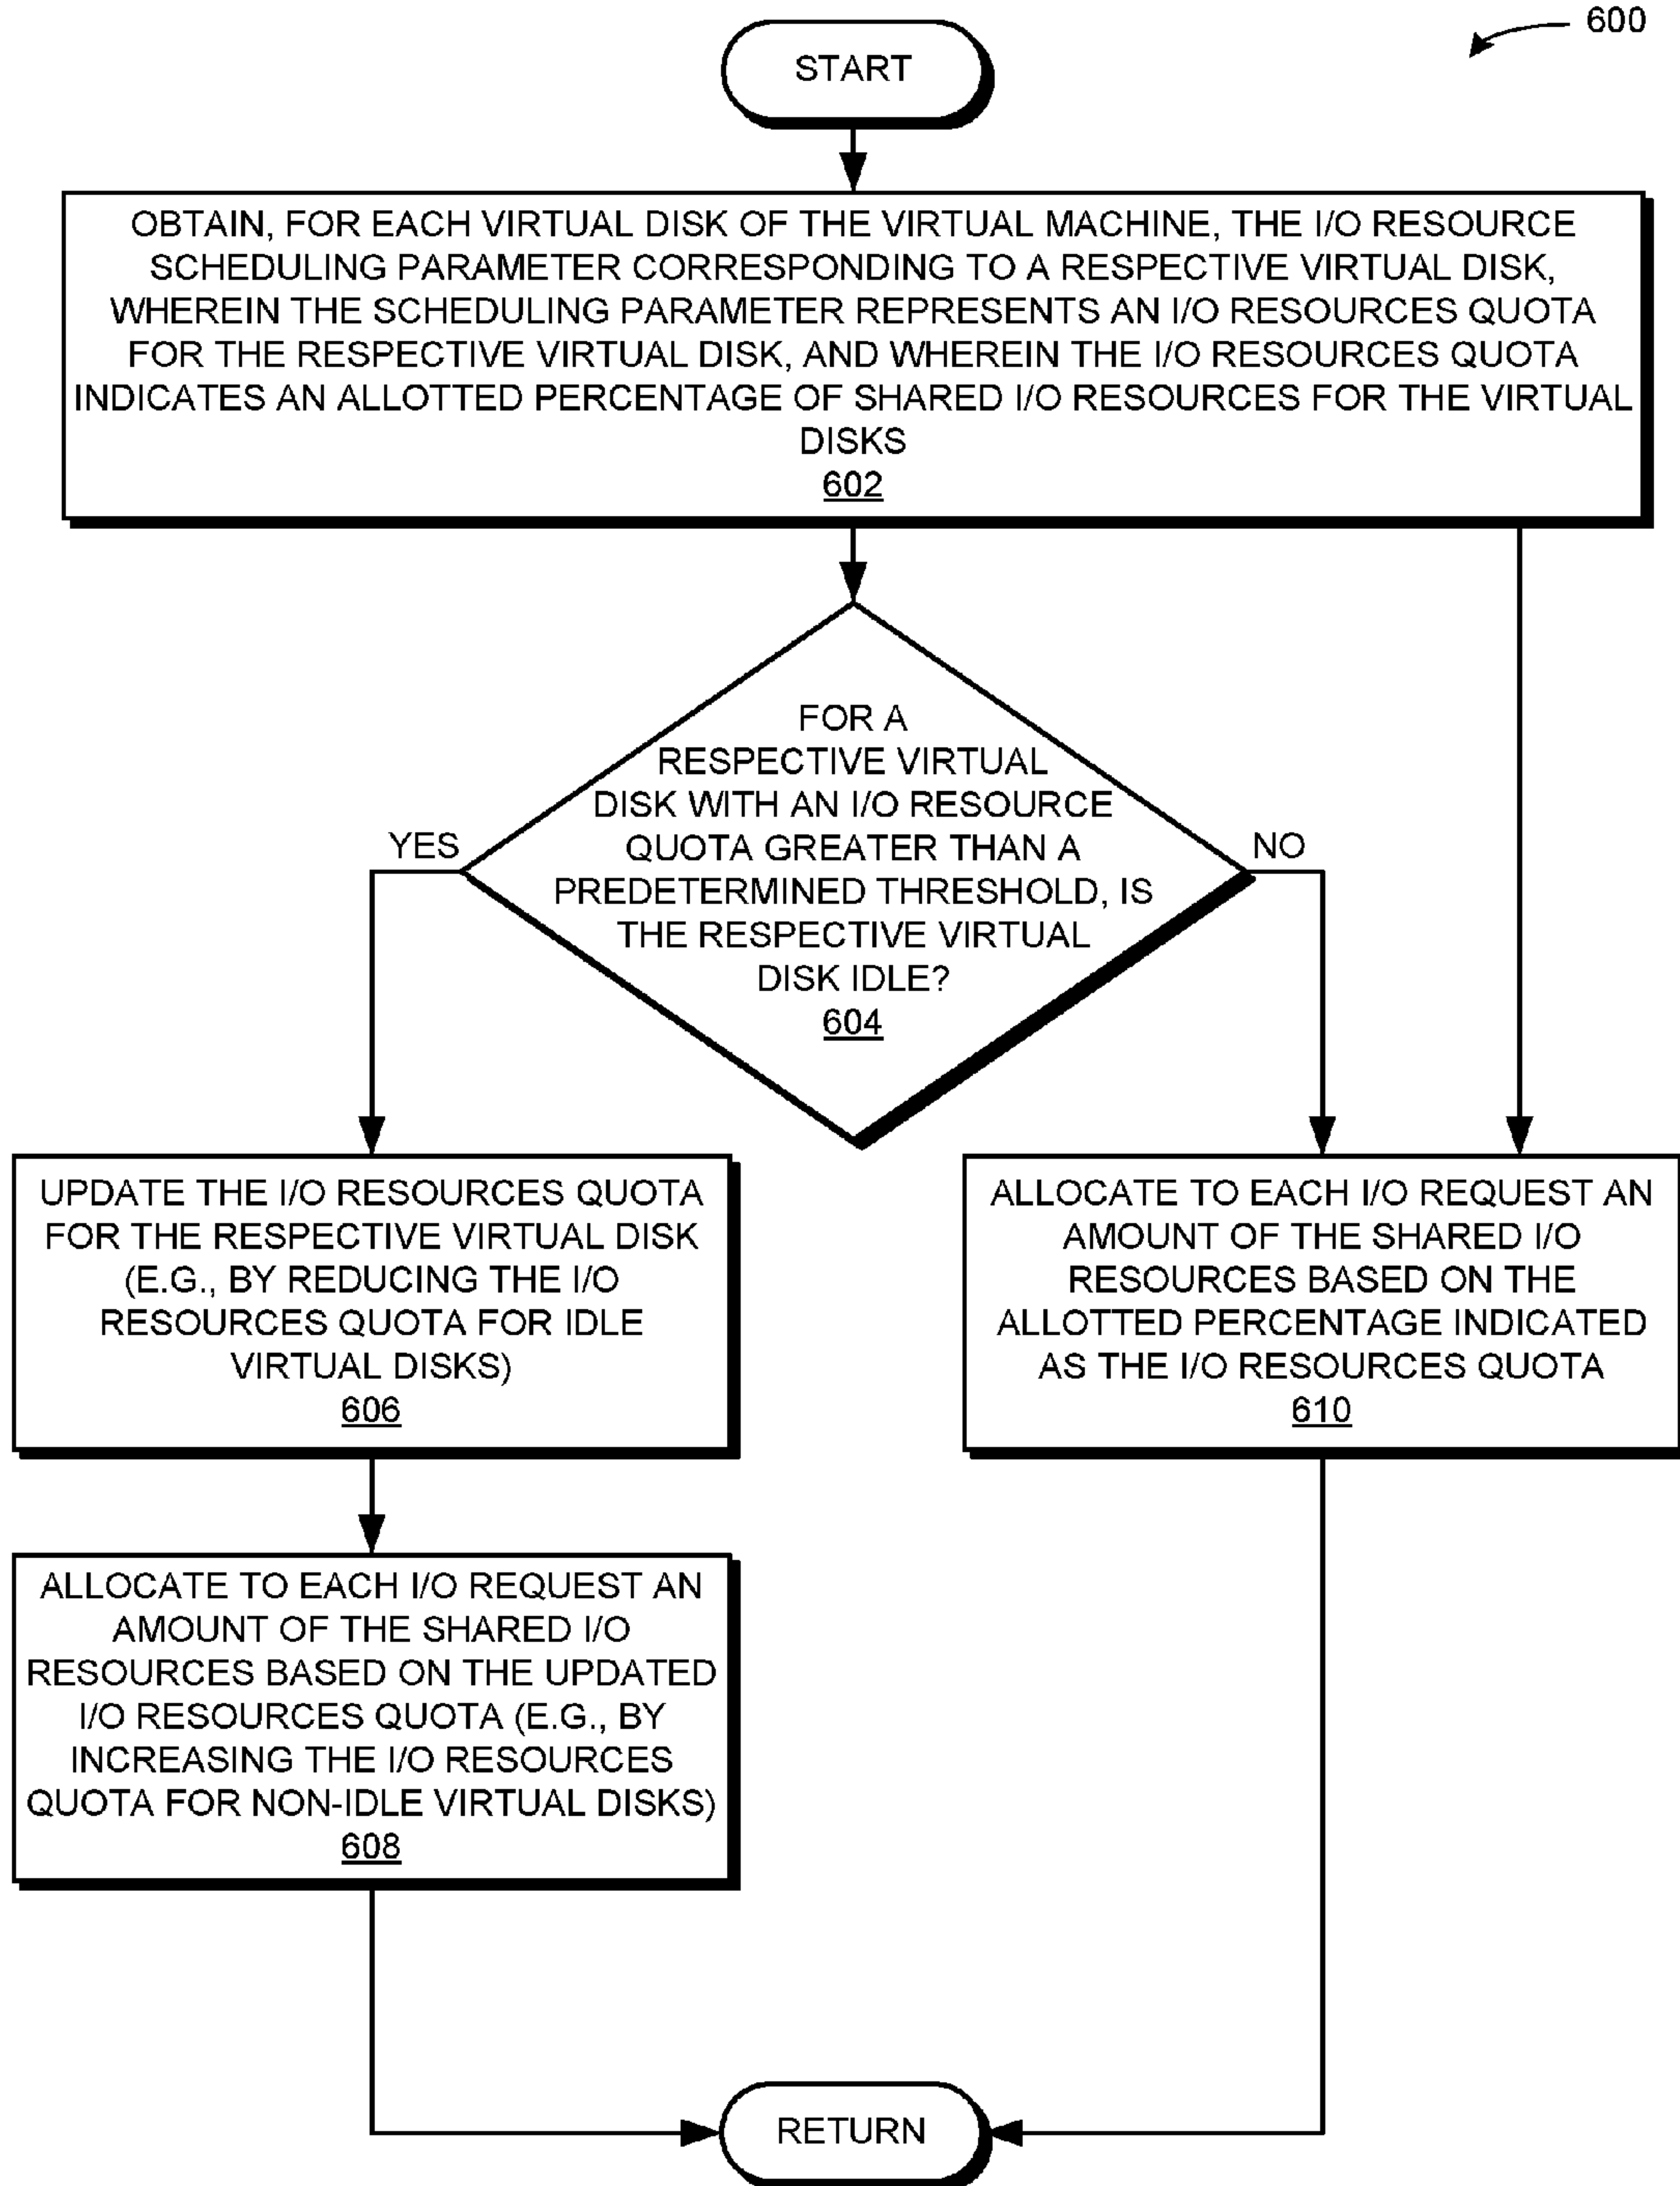 600
START
OBTAIN, FOR EACH VIRTUAL DISK OF THE VIRTUAL MACHINE, THE I/O RESOURCE
SCHEDULING PARAMETER CORRESPONDING TO A RESPECTIVE VIRTUAL DISK,
WHEREIN THE SCHEDULING PARAMETER REPRESENTS AN I/O RESOURCES QUOTA
FOR THE RESPECTIVE VIRTUAL DISK, AND WHEREIN THE I/O RESOURCES QUOTA
INDICATES AN ALLOTTED PERCENTAGE OF SHARED I/O RESOURCES FOR THE VIRTUAL
DISKS
602
FOR A
RESPECTIVE VIRTUAL
DISK WITH AN I/O RESOURCE
QUOTA GREATER THAN A
PREDETERMINED THRESHOLD, IS
THE RESPECTIVE VIRTUAL
DISK IDLE?
604
YES
NO
UPDATE THE I/O RESOURCES QUOTA
FOR THE RESPECTIVE VIRTUAL DISK
(E.G., BY REDUCING THE I/O
RESOURCES QUOTA FOR IDLE
VIRTUAL DISKS)
606
ALLOCATE TO EACH I/O REQUEST AN
AMOUNT OF THE SHARED I/O
RESOURCES BASED ON THE
ALLOTTED PERCENTAGE INDICATED
AS THE I/O RESOURCES QUOTA
610
ALLOCATE TO EACH I/O REQUEST AN
AMOUNT OF THE SHARED I/O
RESOURCES BASED ON THE UPDATED
I/O RESOURCES QUOTA (E.G., BY
INCREASING THE I/O RESOURCES
QUOTA FOR NON-IDLE VIRTUAL DISKS)
608
RETURN